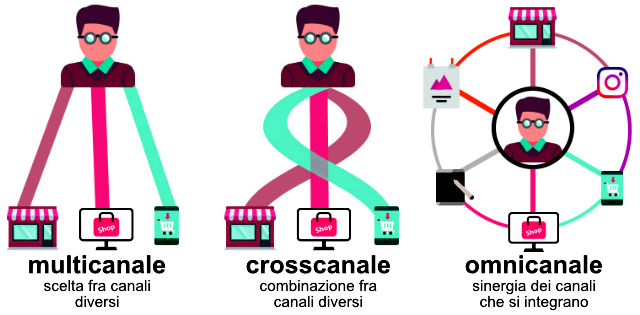 Shop
Shop
Shop
multicanale
scelta fra canali
diversi
crosscanale
combinazione fra
canali diversi
omnicanale
sinergia dei canali
che si integrano